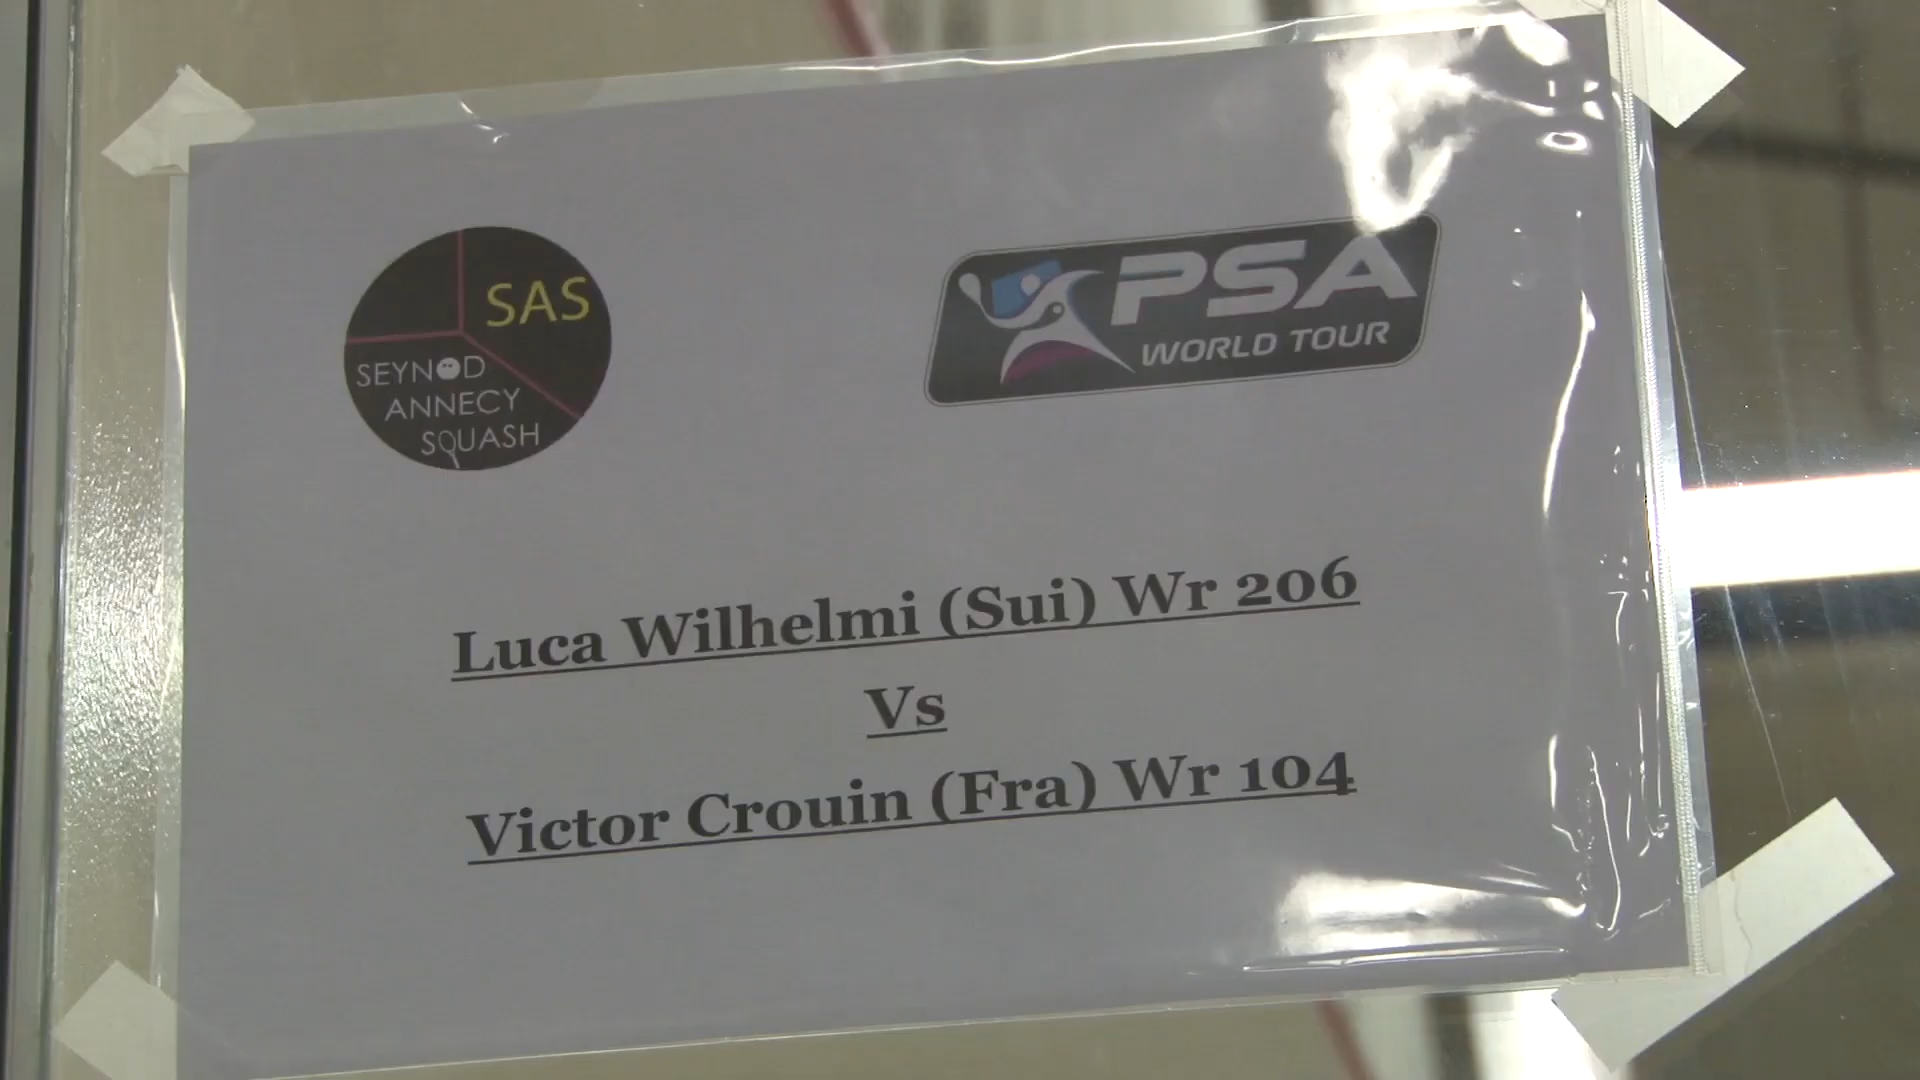 SAS
SEYNOD
ANNECY
SQUASH
PSA
WORLD TOUR
Luca Wilhelmi (Sui) Wr 206
Vs
Victor Crouin (Fra) Wr 104